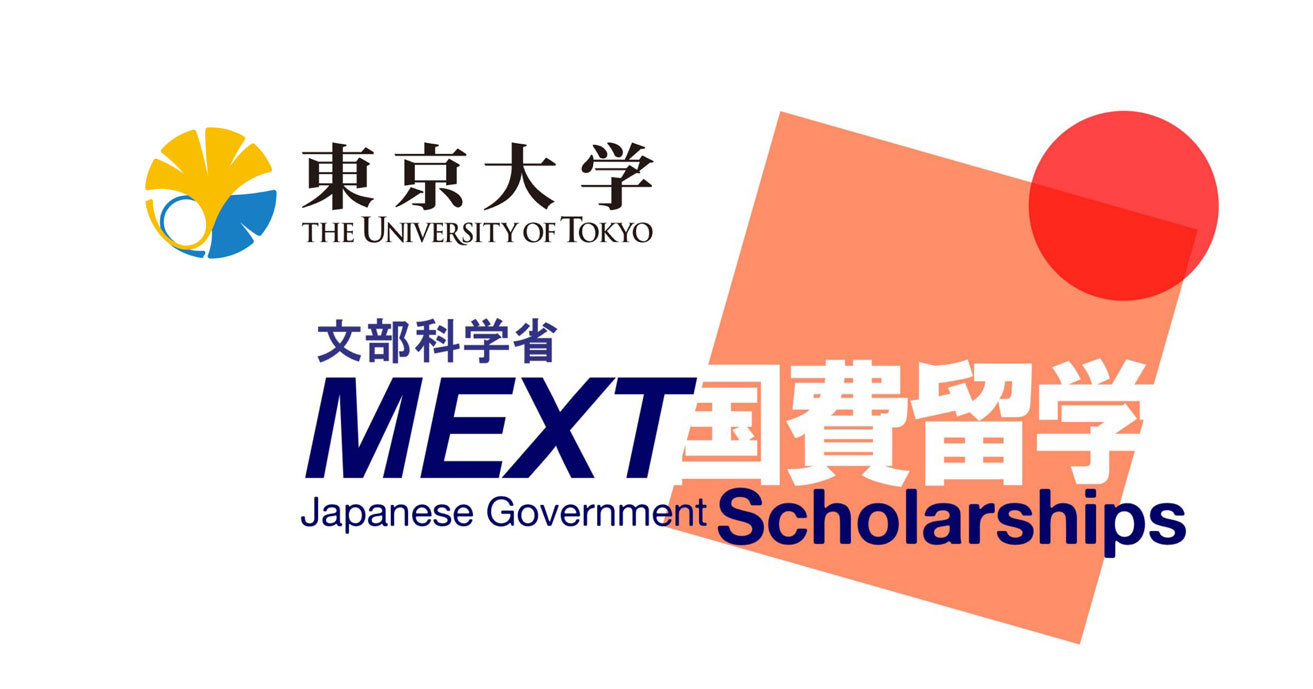 東京大学
THE UNIVERSITY OF TOKYO
文部科学省
MEXT国費留学
Japanese Government Scholarships